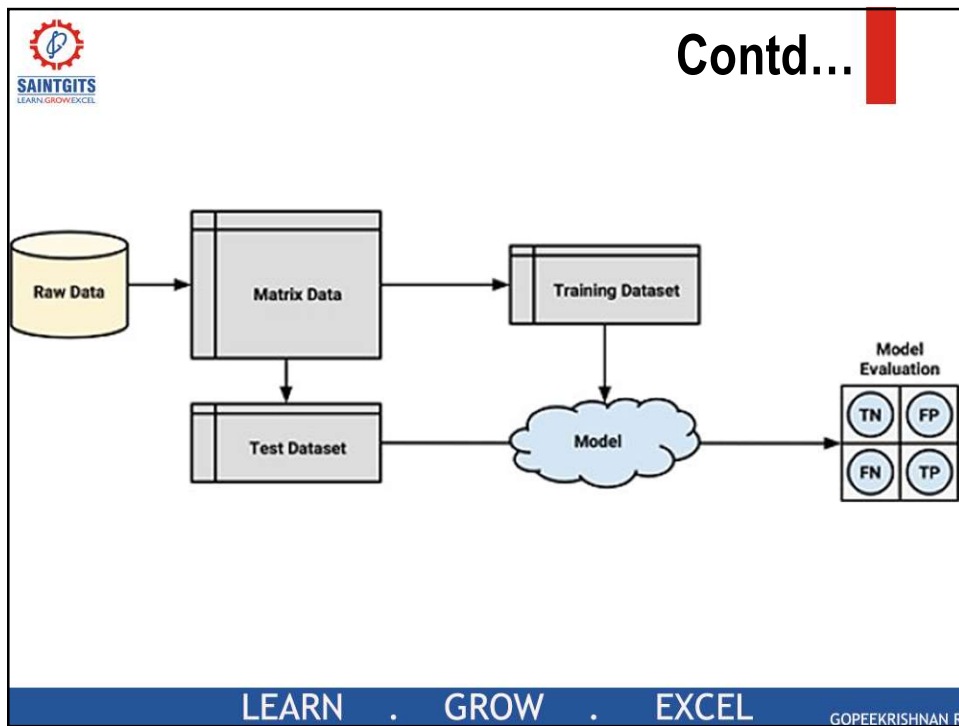 SAINTGITS
LEARN.GROW.EXCEL
Contd...
Raw Data
Matrix Data
Training Dataset
Test Dataset
Model
Model
Evaluation
TN FP
FN TP
LEARN . GROW . EXCEL
GOPEEKRISHNAN R